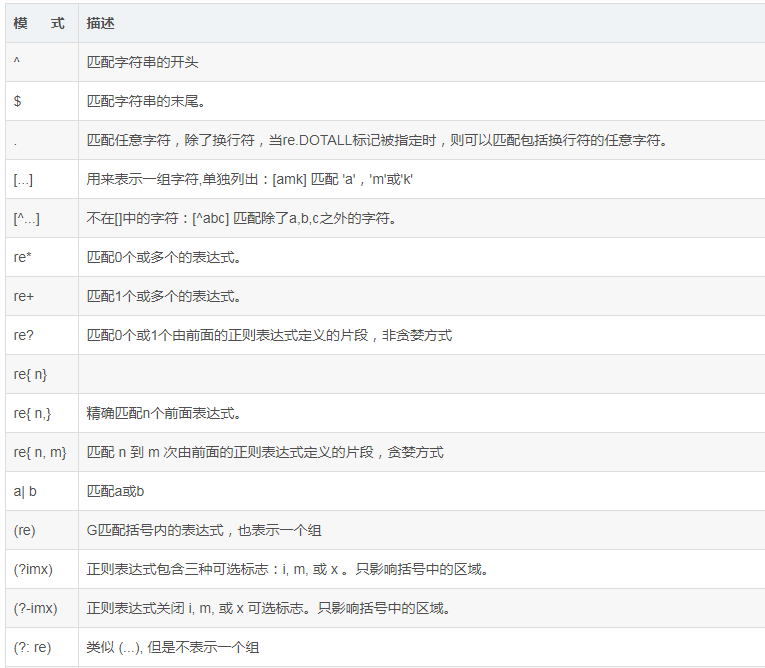 模 式 描述
^ 匹配字符串的开头
$ 匹配字符串的末尾。
. 匹配任意字符，除了换行符，当re.DOTALL标记被指定时，则可以匹配包括换行符的任意字符。
[...] 用来表示一组字符,单独列出：[amk] 匹配 'a'，'m'或'k'
[^...] 不在[]中的字符：[^abc] 匹配除了a,b,c之外的字符。
re* 匹配0个或多个的表达式。
re+ 匹配1个或多个的表达式。
re? 匹配0个或1个由前面的正则表达式定义的片段，非贪婪方式
re{ n}
re{ n,} 精确匹配n个前面表达式。
re{ n, m} 匹配 n 到 m 次由前面的正则表达式定义的片段，贪婪方式
a| b 匹配a或b
(re) G匹配括号内的表达式，也表示一个组
(?imx) 正则表达式包含三种可选标志：i, m, 或 x 。只影响括号中的区域。
(?-imx) 正则表达式关闭 i, m, 或 x 可选标志。只影响括号中的区域。
(?: re) 类似 (...), 但是不表示一个组